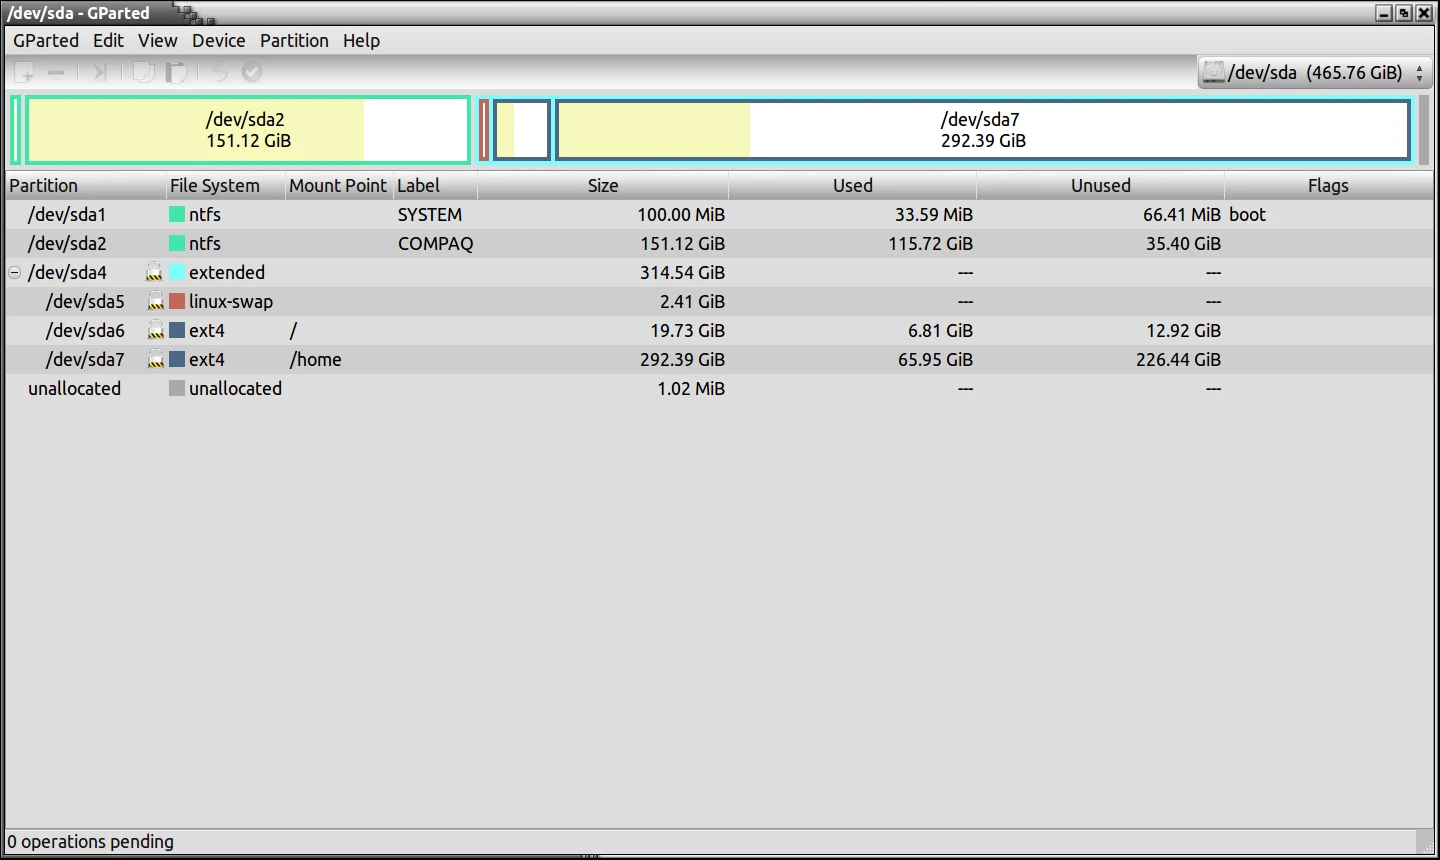 /dev/sda - GParted
GParted Edit View Device Partition Help
/dev/sda (465.76 GiB)
/dev/sda2
151.12 GiB
/dev/sda7
292.39 GiB
Partition File System Mount Point Label Size Used Unused Flags
/dev/sda1 ntfs SYSTEM 100.00 MiB 33.59 MiB 66.41 MiB boot
/dev/sda2 ntfs COMPAQ 151.12 GiB 115.72 GiB 35.40 GiB
/dev/sda4 extended 314.54 GiB --- ---
/dev/sda5 linux-swap 2.41 GiB --- ---
/dev/sda6 ext4 / 19.73 GiB 6.81 GiB 12.92 GiB
/dev/sda7 ext4 /home 292.39 GiB 65.95 GiB 226.44 GiB
unallocated unallocated 1.02 MiB --- ---
0 operations pending